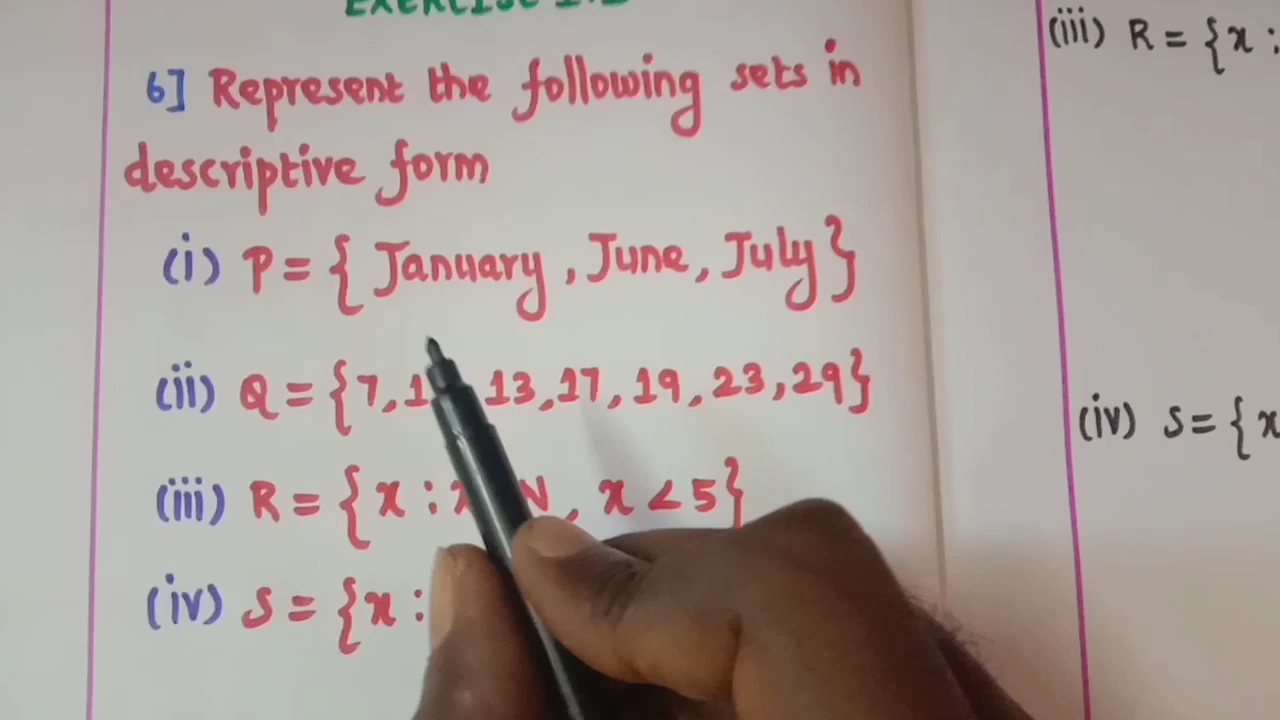 6] Represent the following sets in
descriptive form
(i) P = { January, June, July }
(ii) Q = {7, 13, 17, 19, 23, 29}
(iii) R = {x : N, x < 5}
(iv) S = {x :
(iii) R = {x :
(iv) S = {x